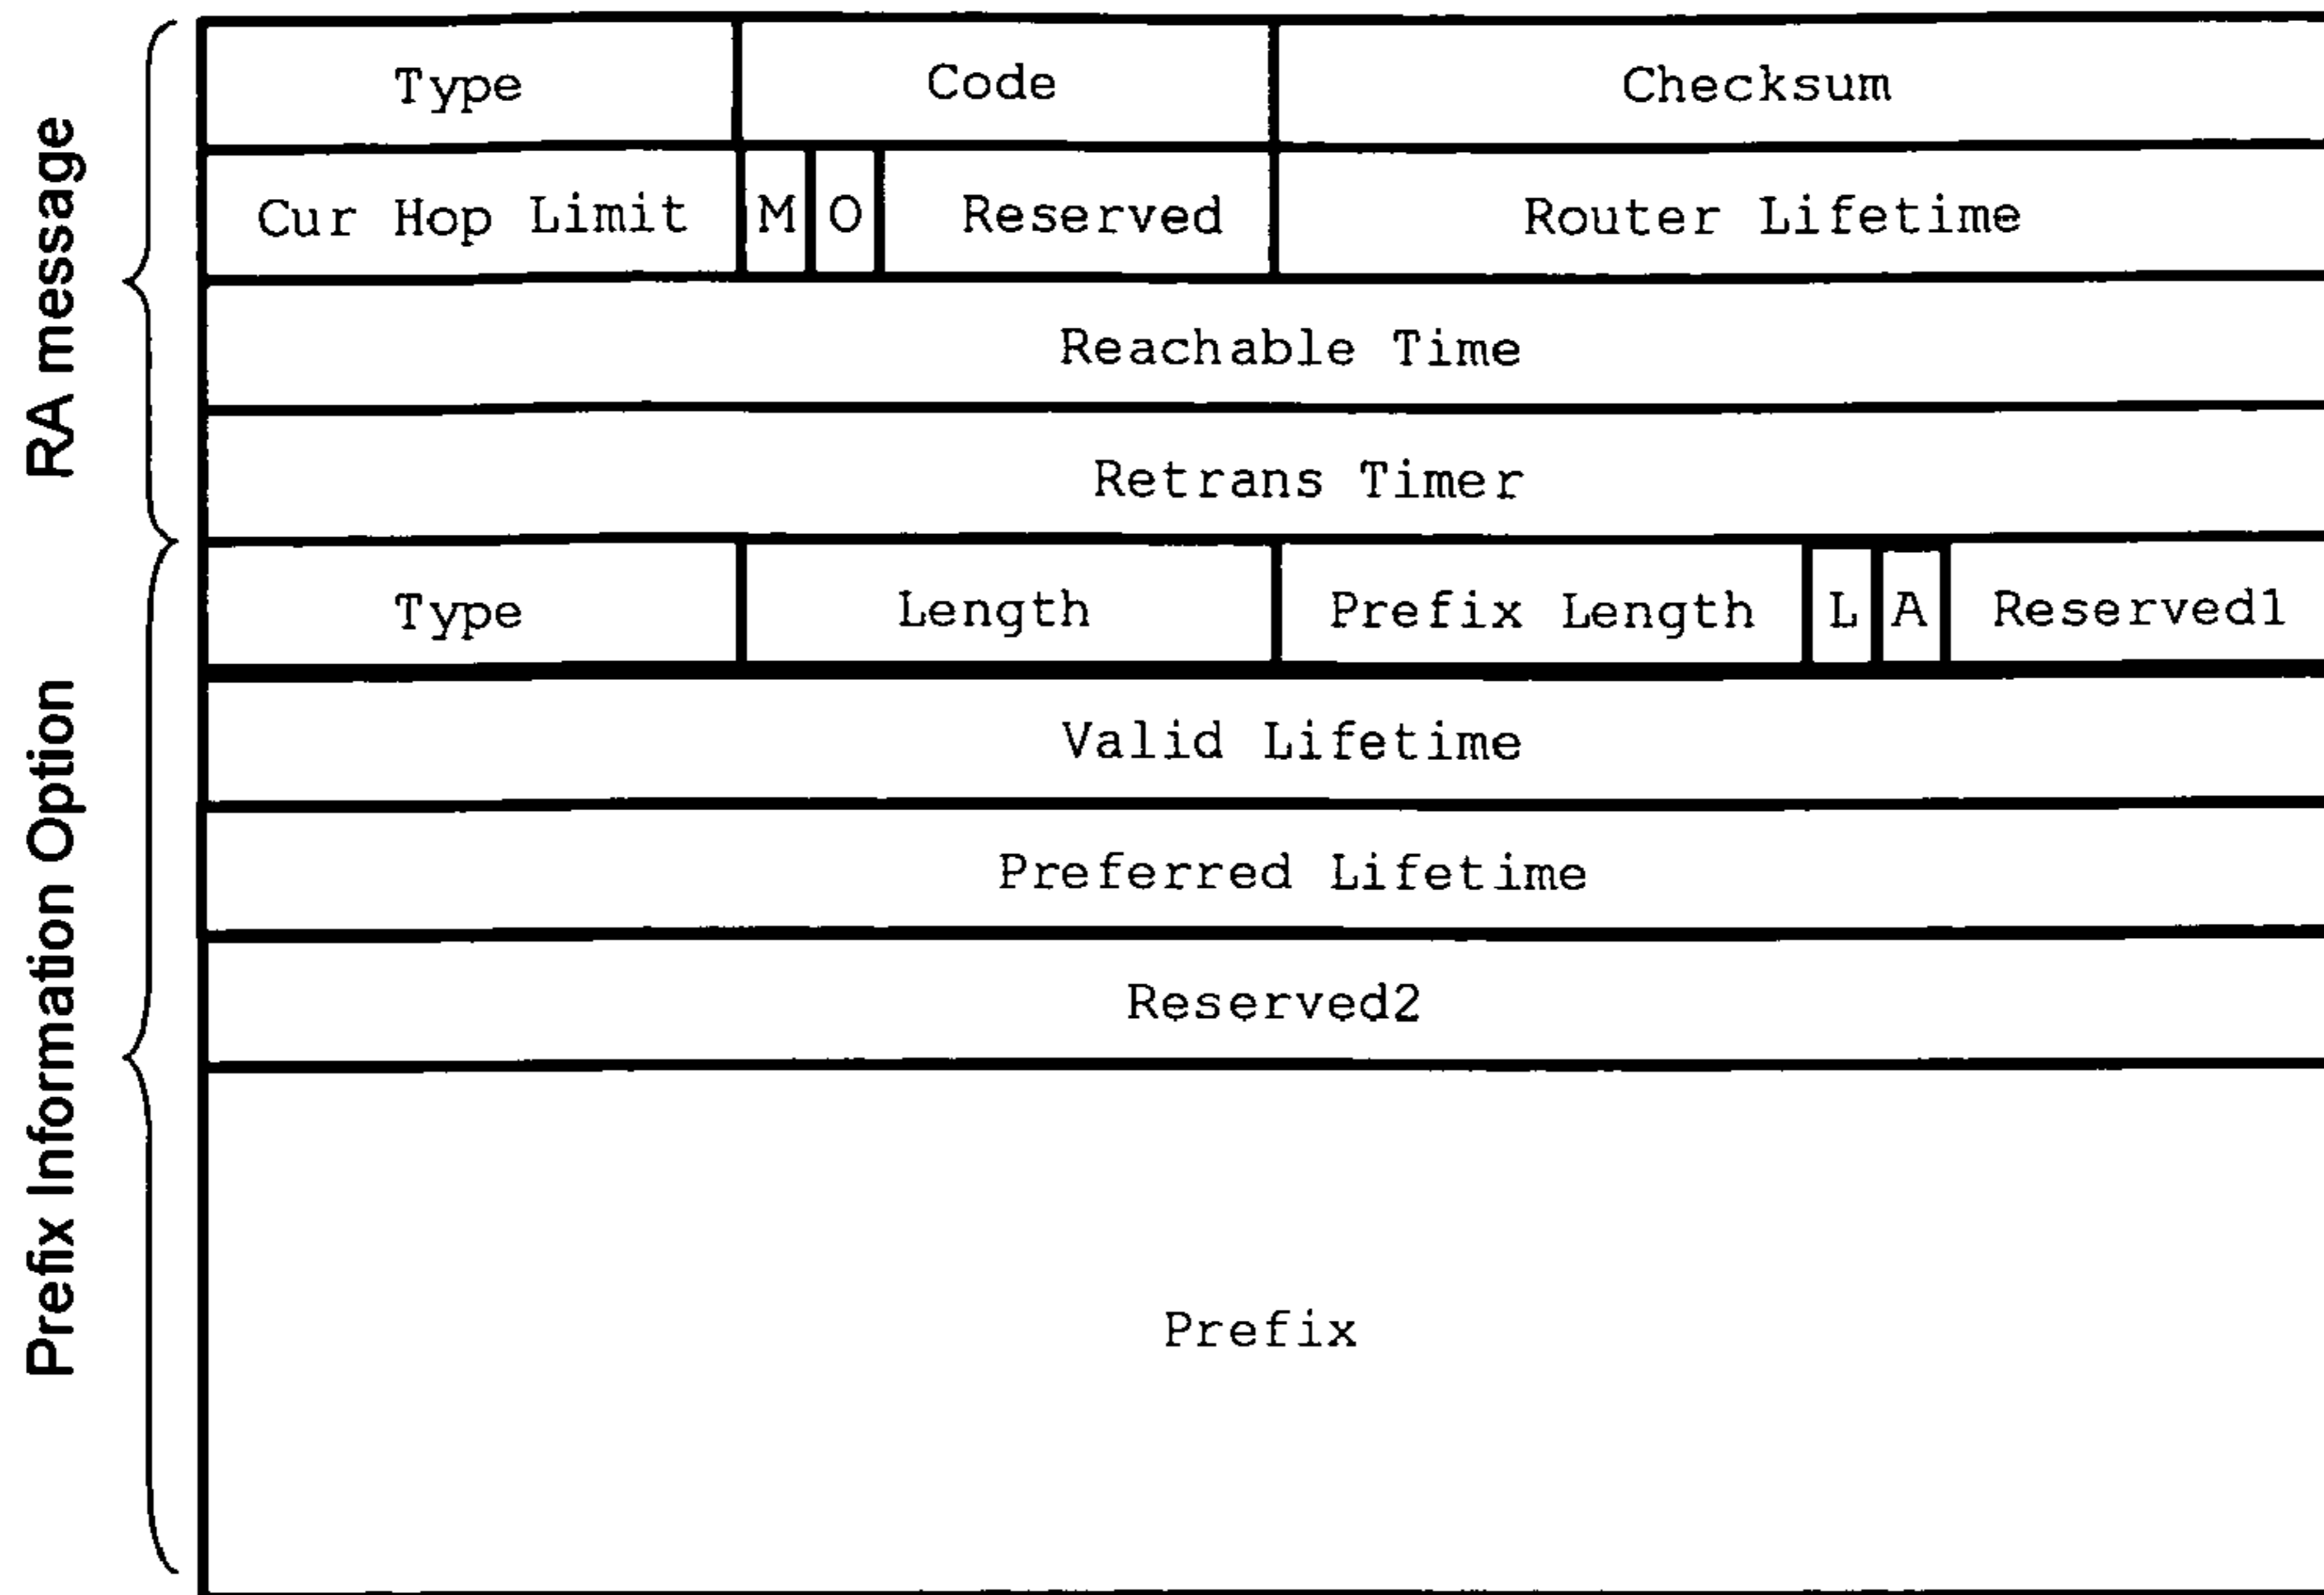 RA message
Type Code Checksum
Cur Hop Limit M O Reserved Router Lifetime
Reachable Time
Retrans Timer
Prefix Information Option
Type Length Prefix Length L A Reserved1
Valid Lifetime
Preferred Lifetime
Reserved2
Prefix